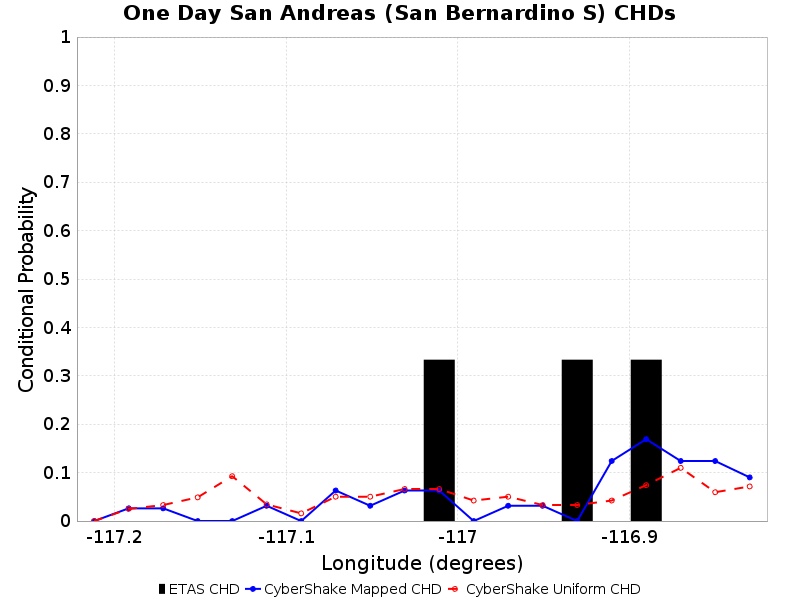 One Day San Andreas (San Bernardino S) CHDs
1
0.9
0.8
0.7
0.6
0.5
0.4
0.3
0.2
0.1
0
Conditional Probability
-117.2 -117.1 -117 -116.9
Longitude (degrees)
ETAS CHD CyberShake Mapped CHD CyberShake Uniform CHD